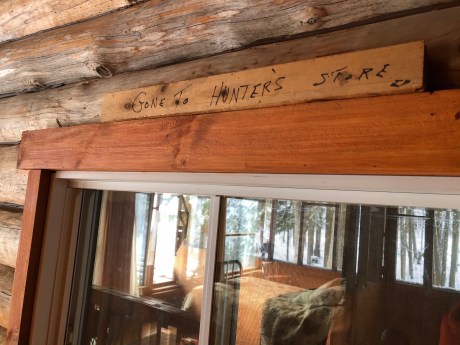 GONE TO HUNTER'S STORE